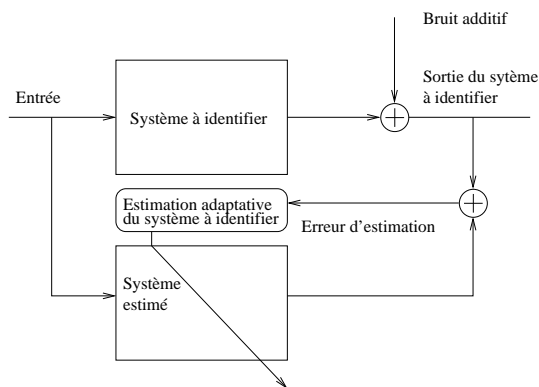 Bruit additif
Sortie du sytème
à identifier
Entrée
Système à identifier
Estimation adaptative
du système à identifier
Erreur d'estimation
Système
estimé